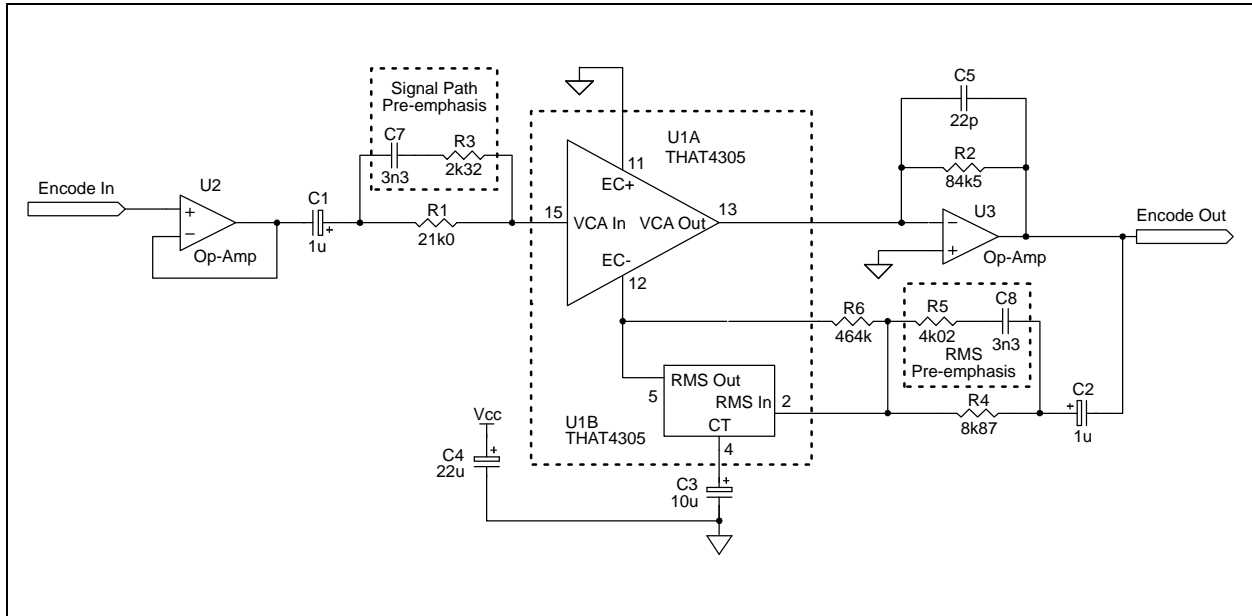 Signal Path
Pre-emphasis
C7
3n3
R3
2k32
Encode In
U2
+
−
Op-Amp
C1
+
1u
R1
21k0
15
VCA In
EC+
11
U1A
THAT4305
VCA Out
13
EC-
12
C5
22p
R2
84k5
−
+
U3
Op-Amp
Encode Out
R6
464k
R5
4k02
C8
3n3
RMS
Pre-emphasis
5
RMS Out
RMS In
2
CT
4
U1B
THAT4305
R4
8k87
C2
+
1u
Vcc
+
C4
22u
C3
+
10u